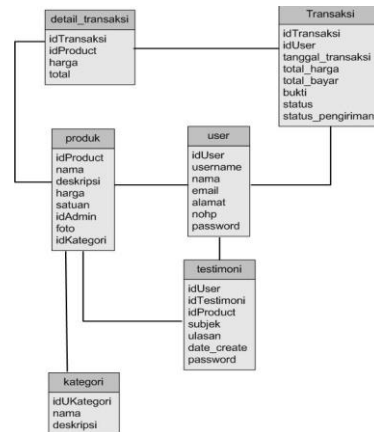 detail_transaksi
idTransaksi
idProduct
harga
total
Transaksi
idTransaksi
idUser
tanggal_transaksi
total_harga
total_bayar
bukti
status
status_pengiriman
produk
idProduct
nama
deskripsi
harga
satuan
idAdmin
foto
idKategori
user
idUser
username
nama
email
alamat
nohp
password
testimoni
idUser
idTestimoni
idProduct
subjek
ulasan
date_create
password
kategori
idUKategori
nama
deskripsi